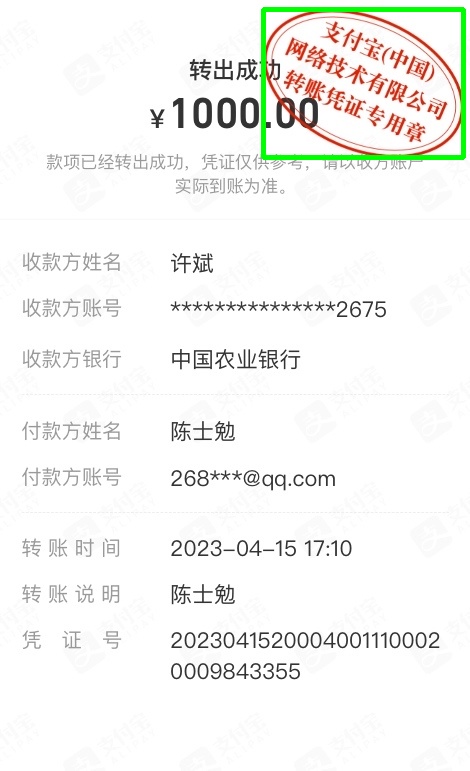 支付宝(中国)
网络技术有限公司
转账凭证专用章
转出成功
¥1000.00
款项已经转出成功，凭证仅供参考，请以收方账户
实际到账为准。
收款方姓名 许斌
收款方账号 ***************2675
收款方银行 中国农业银行
付款方姓名 陈士勉
付款方账号 268***@qq.com
转账时间 2023-04-15 17:10
转账说明 陈士勉
凭证号 20230415200040011100020009843355